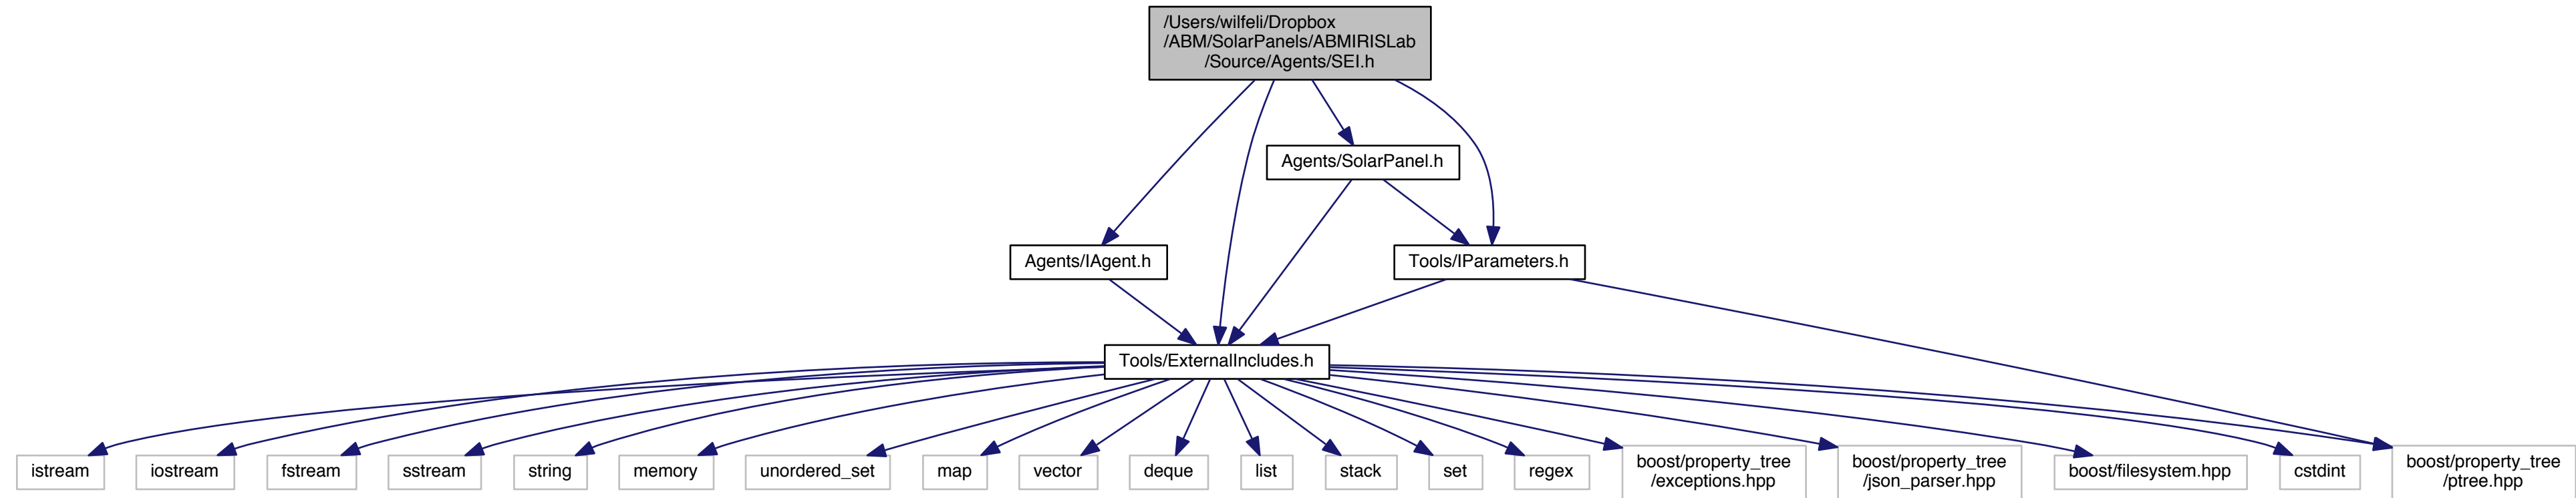 /Users/wilfeli/Dropbox
/ABM/SolarPanels/ABMIRISLab
/Source/Agents/SEI.h
Agents/SolarPanel.h
Agents/IAgent.h
Tools/IParameters.h
Tools/ExternalIncludes.h
istream
iostream
fstream
sstream
string
memory
unordered_set
map
vector
deque
list
stack
set
regex
boost/property_tree
/exceptions.hpp
boost/property_tree
/json_parser.hpp
boost/filesystem.hpp
cstdint
boost/property_tree
/ptree.hpp